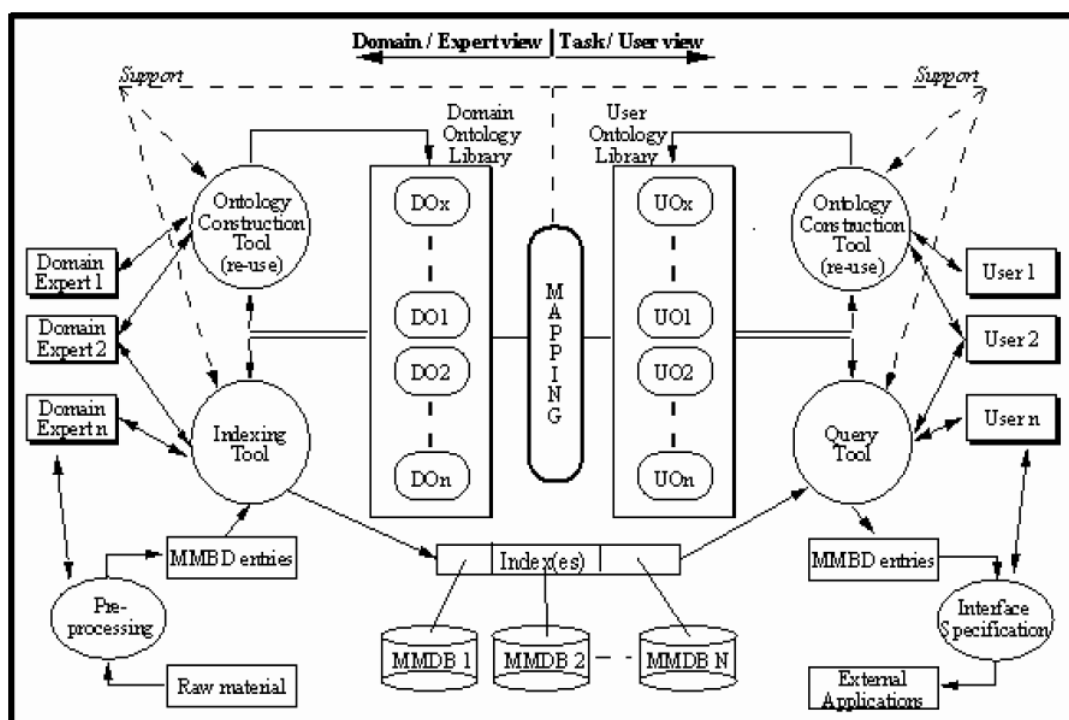 Domain / Expert view
Task / User view
Support
Support
Domain
Ontology
Library
User
Ontology
Library
Ontology
Construction
Tool
(re-use)
DOx
DO1
DO2
DOn
MAPPING
UOx
UO1
UO2
UOn
Ontology
Construction
Tool
(re-use)
Domain
Expert 1
Domain
Expert 2
Domain
Expert n
User 1
User 2
User n
Indexing
Tool
Query
Tool
MMBD entries
Index(es)
MMBD entries
Pre-
processing
Interface
Specification
MMDB 1
MMDB 2
MMDB N
Raw material
External
Applications